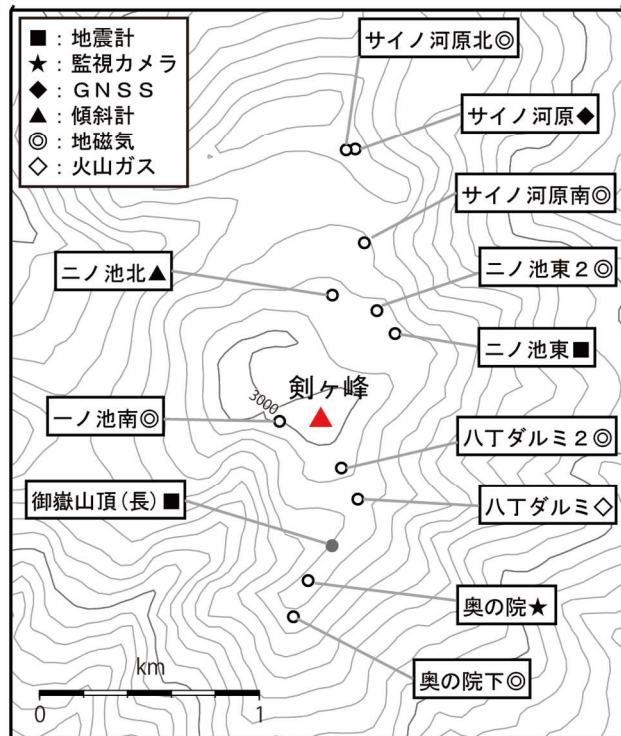 ■：地震計
★：監視カメラ
◆：ＧＮＳＳ
▲：傾斜計
◎：地磁気
◇：火山ガス
サイノ河原北◎
サイノ河原◆
サイノ河原南◎
二ノ池北▲
二ノ池東２◎
二ノ池東■
剣ヶ峰
3000
一ノ池南◎
八丁ダルミ２◎
御嶽山頂(長)■
八丁ダルミ◇
奥の院★
奥の院下◎
km
0 1